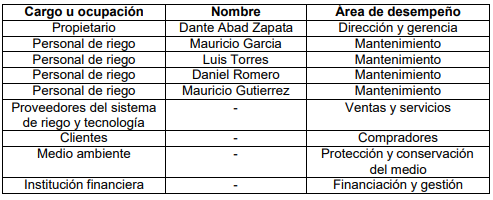 Cargo u ocupación Nombre Área de desempeño
Propietario Dante Abad Zapata Dirección y gerencia
Personal de riego Mauricio Garcia Mantenimiento
Personal de riego Luis Torres Mantenimiento
Personal de riego Daniel Romero Mantenimiento
Personal de riego Mauricio Gutierrez Mantenimiento
Proveedores del sistema de riego y tecnología - Ventas y servicios
Clientes - Compradores
Medio ambiente - Protección y conservación del medio
Institución financiera - Financiación y gestión